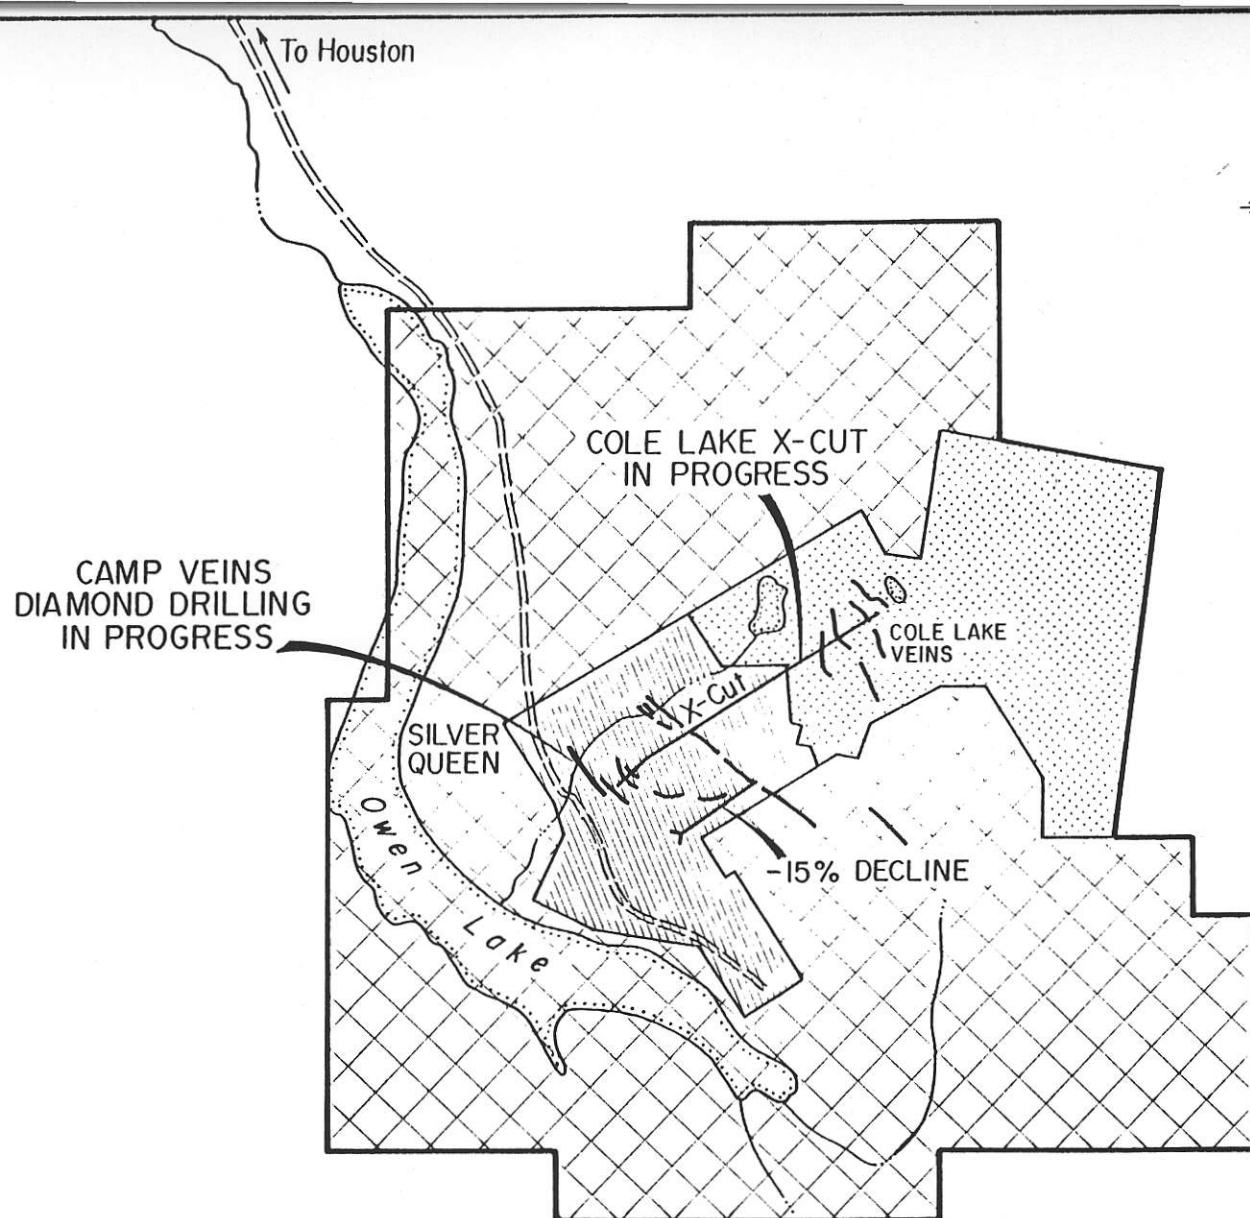 To Houston
COLE LAKE X-CUT
IN PROGRESS
CAMP VEINS
DIAMOND DRILLING
IN PROGRESS
COLE LAKE
VEINS
X-Cut
SILVER
QUEEN
Owen
Lake
-15% DECLINE